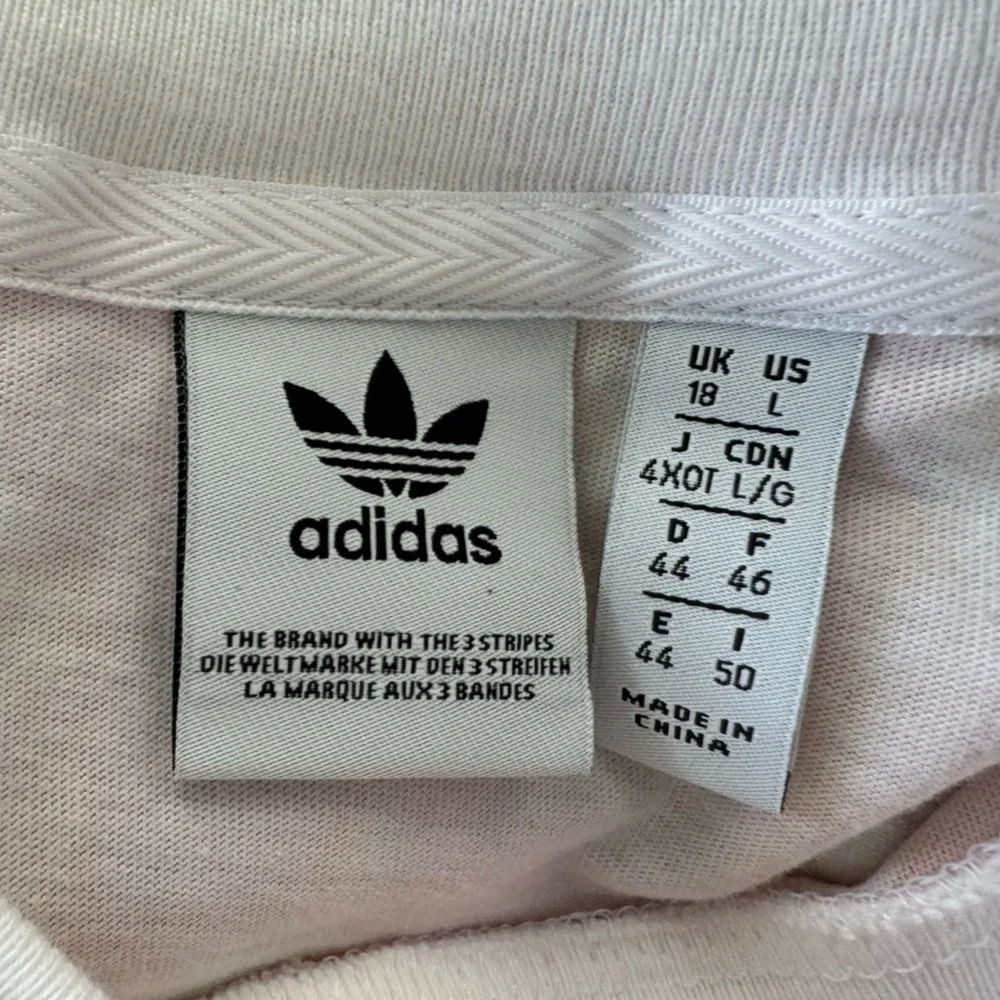 adidas
THE BRAND WITH THE 3 STRIPES
DIE WELTMARKE MIT DEN 3 STREIFEN
LA MARQUE AUX 3 BANDES
UK US
18 L
J CDN
4XOT L/G
D F
44 46
E I
44 50
MADE IN
CHINA